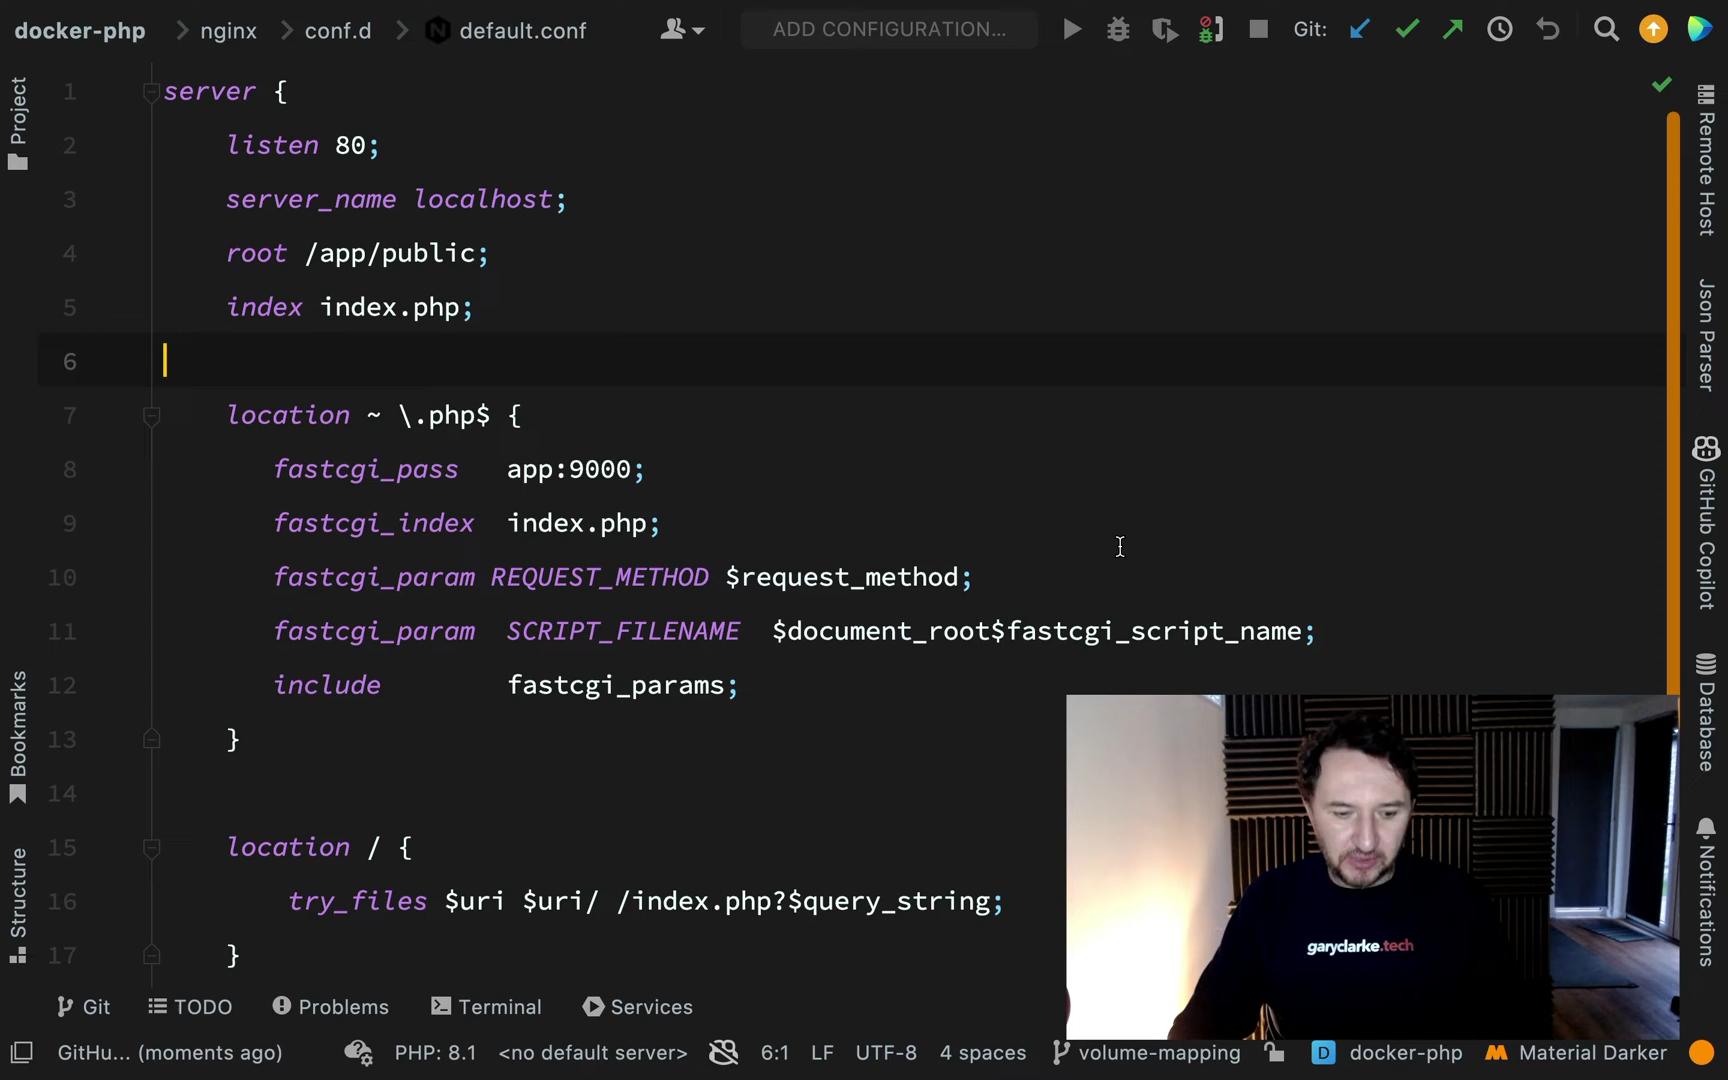 docker-php > nginx > conf.d > default.conf ADD CONFIGURATION... Git:
1 server {
2 listen 80;
3 server_name localhost;
4 root /app/public;
5 index index.php;
6
7 location ~ \.php$ {
8 fastcgi_pass app:9000;
9 fastcgi_index index.php;
10 fastcgi_param REQUEST_METHOD $request_method;
11 fastcgi_param SCRIPT_FILENAME $document_root$fastcgi_script_name;
12 include fastcgi_params;
13 }
14
15 location / {
16 try_files $uri $uri/ /index.php?$query_string;
17 }
Project
Bookmarks
Structure
Remote Host
Json Parser
GitHub Copilot
Database
Notifications
garyclarke.tech
Git TODO Problems Terminal Services
GitHu... (moments ago) PHP: 8.1 <no default server> 6:1 LF UTF-8 4 spaces volume-mapping D docker-php Material Darker